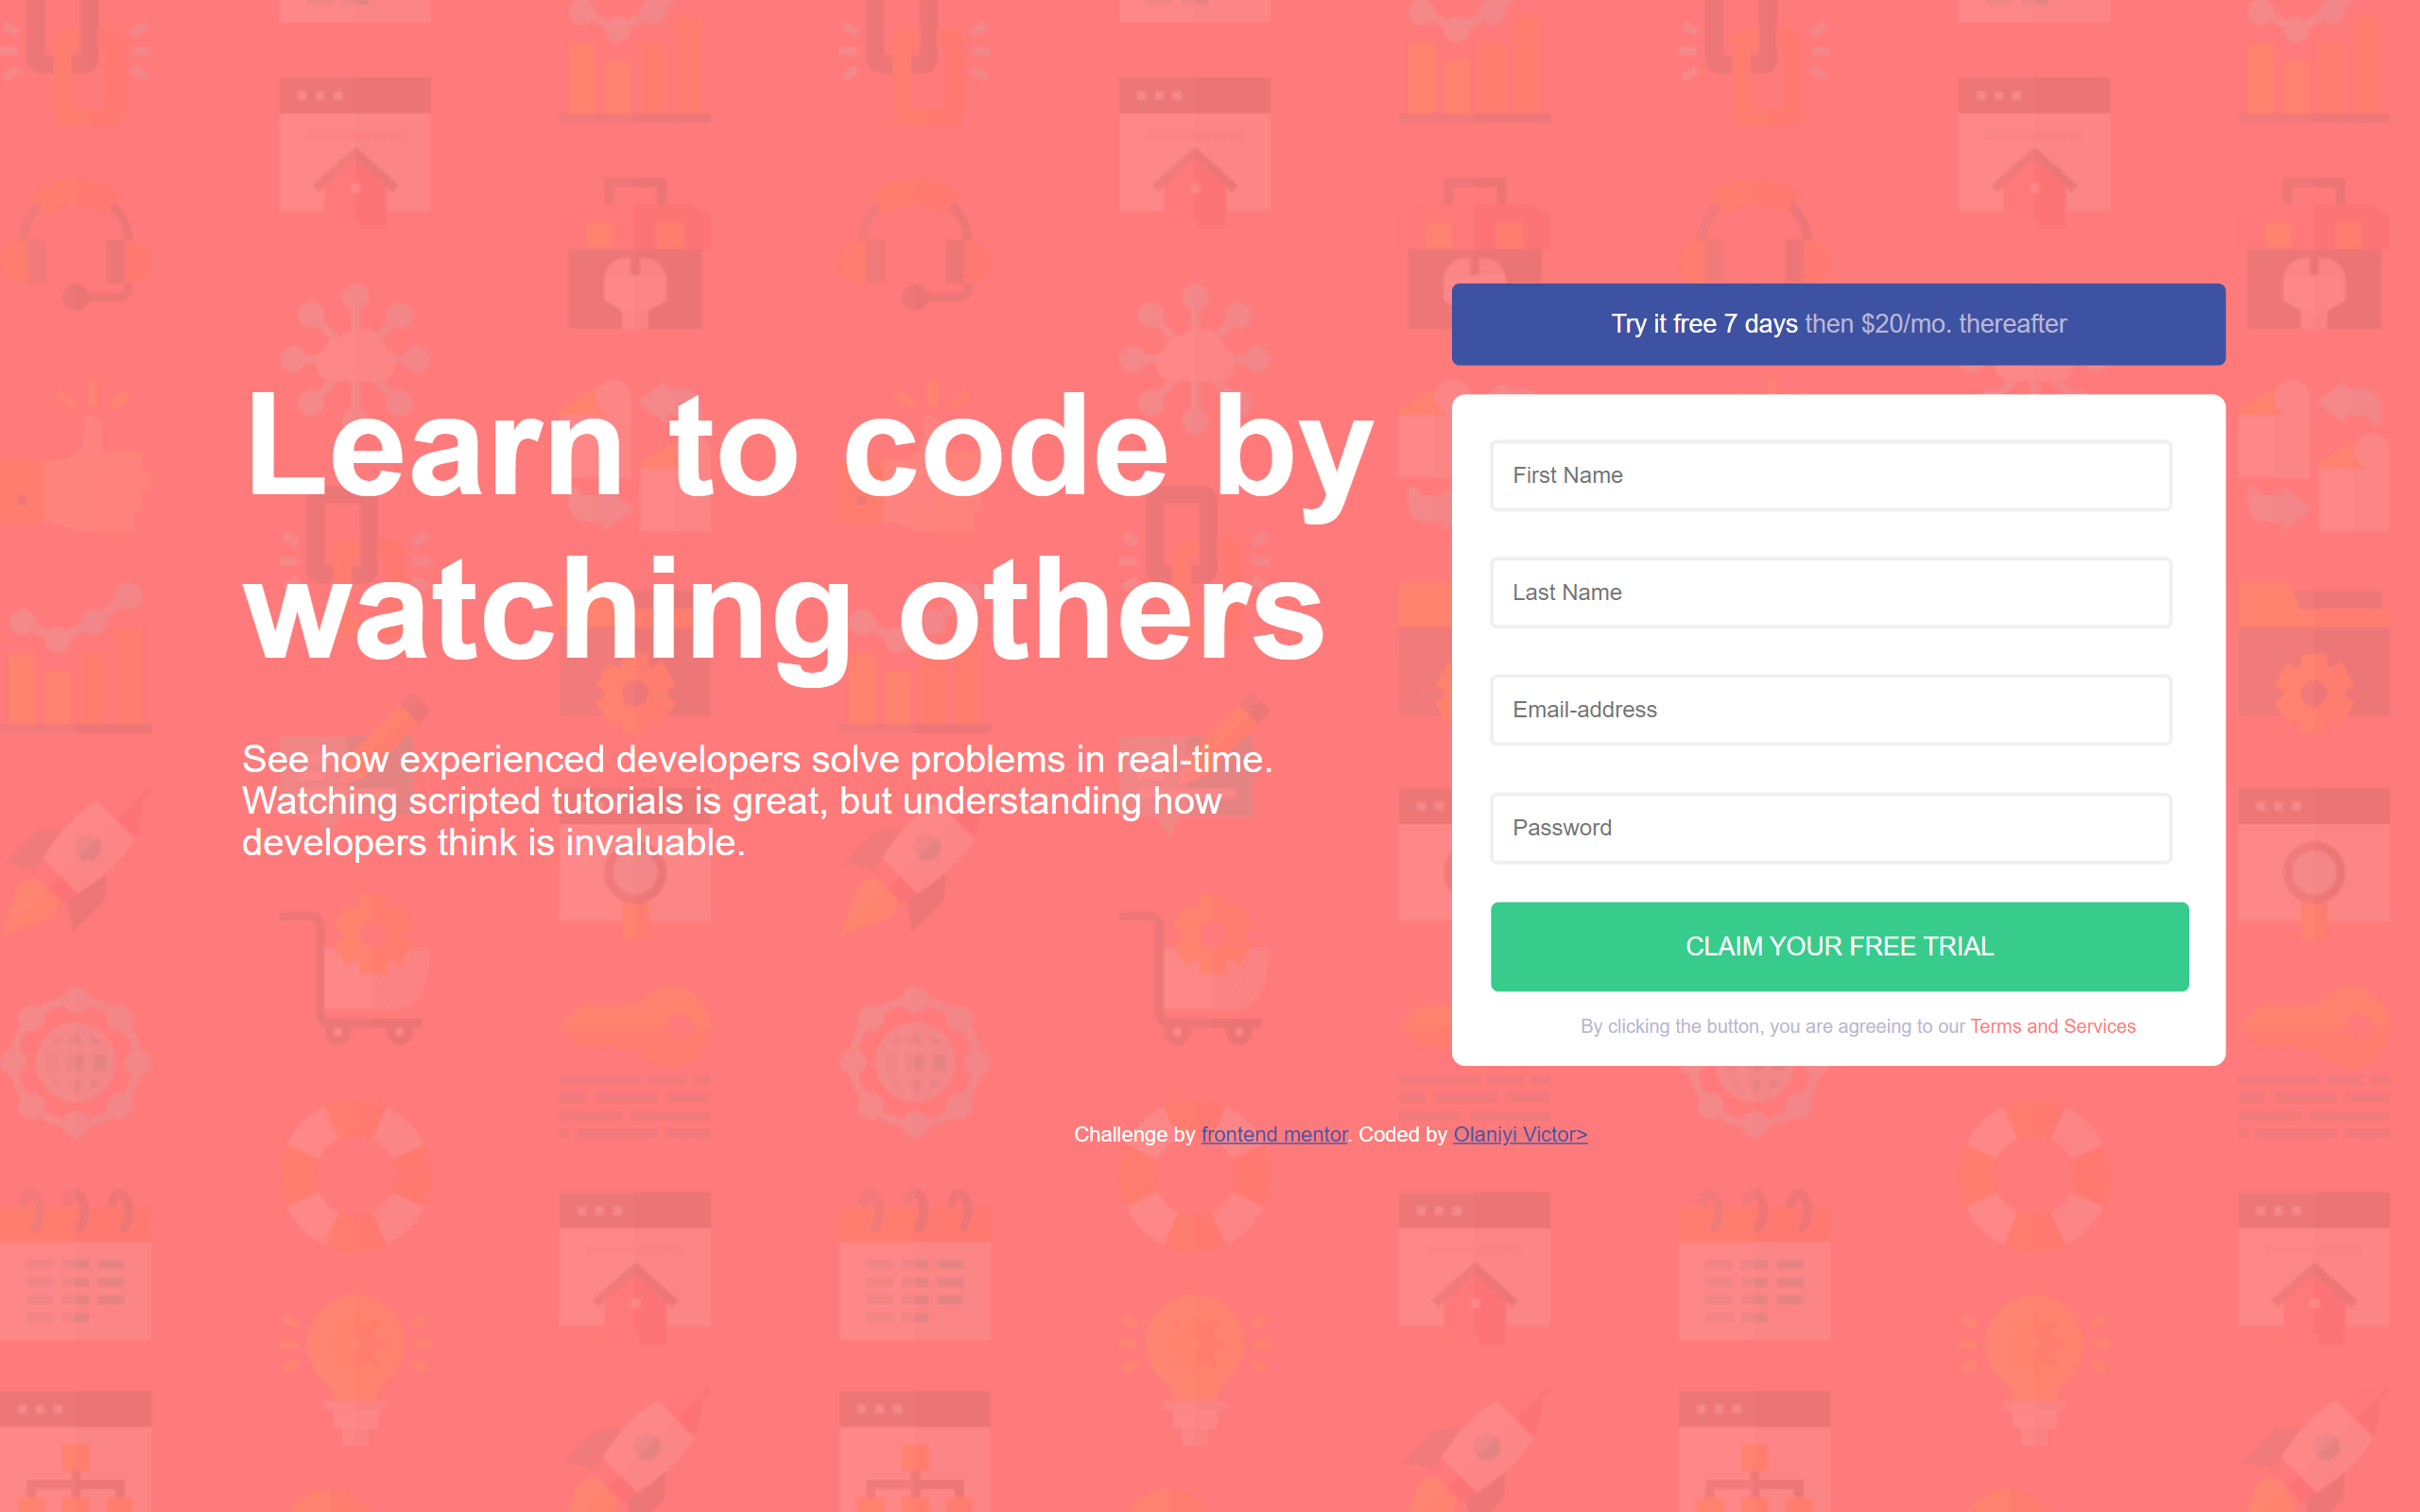 Learn to code by
watching others
See how experienced developers solve problems in real-time.
Watching scripted tutorials is great, but understanding how
developers think is invaluable.
Try it free 7 days then $20/mo. thereafter
First Name
Last Name
Email-address
Password
CLAIM YOUR FREE TRIAL
By clicking the button, you are agreeing to our Terms and Services
Challenge by frontend mentor. Coded by Olaniyi Victor>